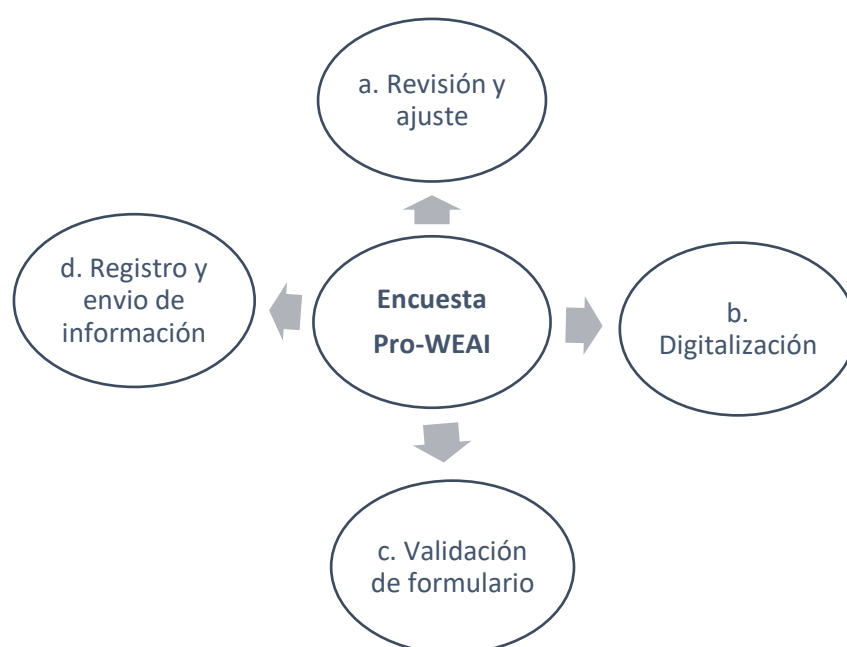 a. Revisión y
ajuste
d. Registro y
envio de
información
Encuesta
Pro-WEAI
b.
Digitalización
c. Validación
de formulario